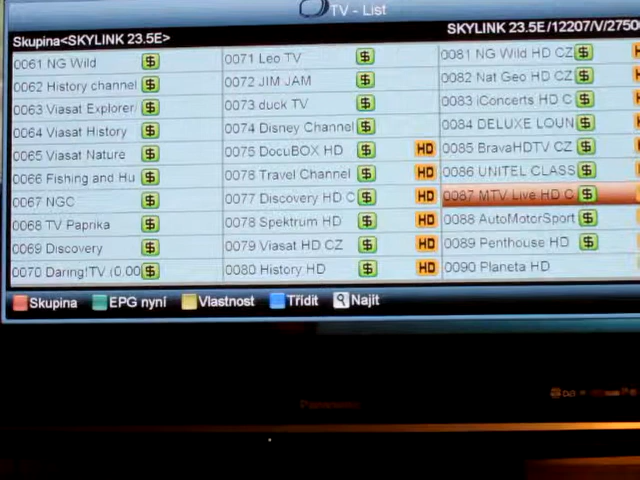 TV - List
Skupina<SKYLINK 23.5E>
SKYLINK 23.5E/12207/V/2750
0061 NG Wild $
0062 History channel $
0063 Viasat Explorer/ $
0064 Viasat History $
0065 Viasat Nature $
0066 Fishing and Hu $
0067 NGC $
0068 TV Paprika $
0069 Discovery $
0070 Daring!TV (0.00 $
0071 Leo TV $
0072 JIM JAM $
0073 duck TV $
0074 Disney Channel $
0075 DocuBOX HD $ HD
0076 Travel Channel $ HD
0077 Discovery HD C $ HD
0078 Spektrum HD $ HD
0079 Viasat HD CZ $ HD
0080 History HD $ HD
0081 NG Wild HD CZ $
0082 Nat Geo HD CZ $
0083 iConcerts HD C $
0084 DELUXE LOUN $
0085 BravaHDTV CZ $
0086 UNITEL CLASS $
0087 MTV Live HD C $
0088 AutoMotorSport $
0089 Penthouse HD $
0090 Planeta HD
Skupina EPG nyní Vlastnost Třídit Najít
Panasonic